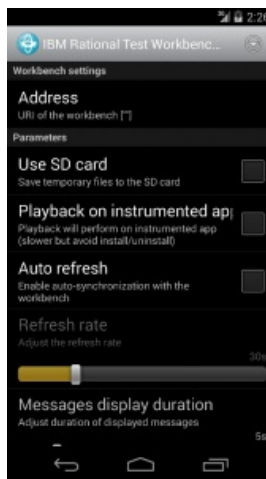 2:26
IBM Rational Test Workbenc...
Workbench settings
Address
URI of the workbench [""]
Parameters
Use SD card
Save temporary files to the SD card
Playback on instrumented app
Playback will perform on instrumented app
(slower but avoid install/uninstall)
Auto refresh
Enable auto-synchronization with the
workbench
Refresh rate
Adjust the refresh rate
30s
Messages display duration
Adjust duration of displayed messages
5s